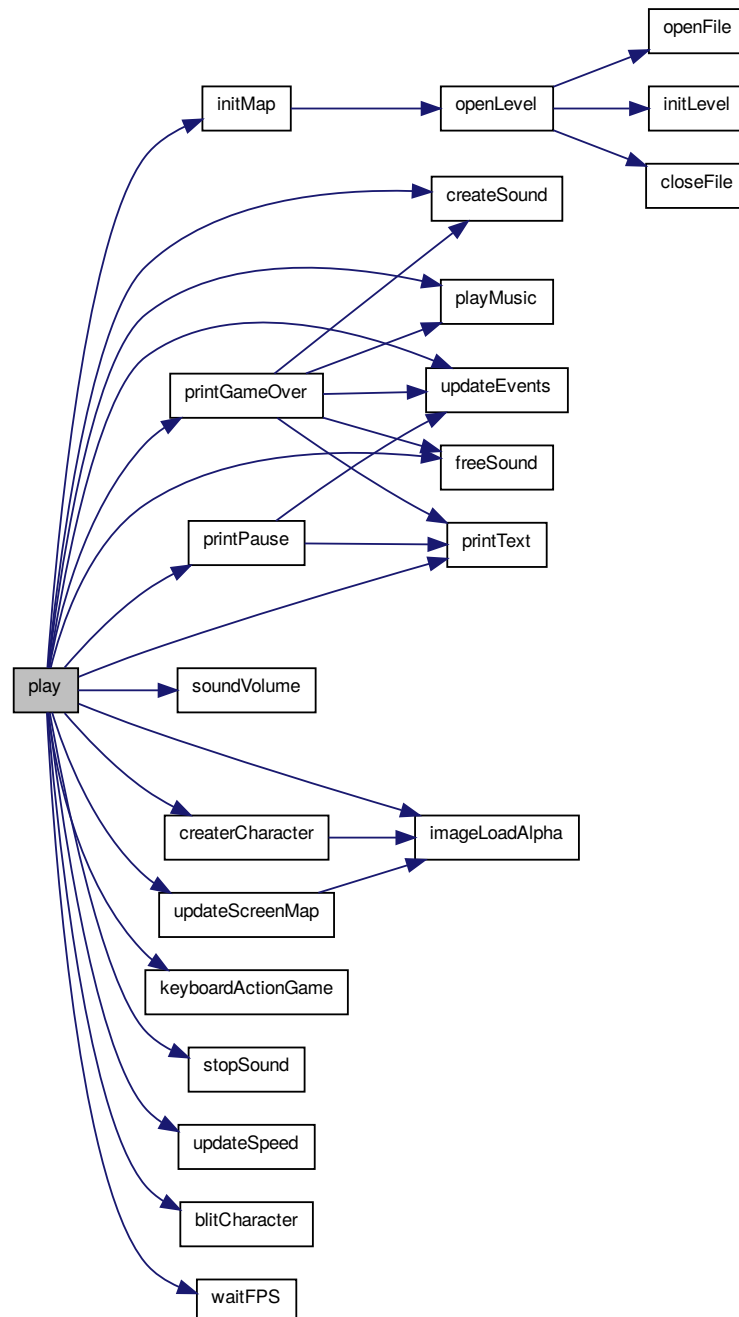 openFile
initMap
openLevel
initLevel
closeFile
createSound
playMusic
printGameOver
updateEvents
freeSound
printPause
printText
play
soundVolume
createrCharacter
imageLoadAlpha
updateScreenMap
keyboardActionGame
stopSound
updateSpeed
blitCharacter
waitFPS